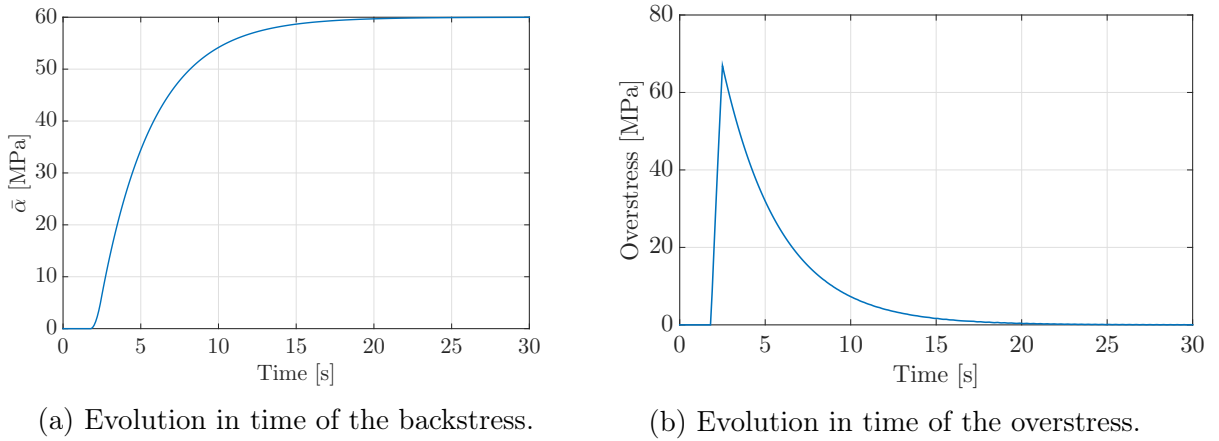 60
50
40
30
20
10
0
ᾱ [MPa]
0 5 10 15 20 25 30
Time [s]
(a) Evolution in time of the backstress.
80
60
40
20
0
Overstress [MPa]
0 5 10 15 20 25 30
Time [s]
(b) Evolution in time of the overstress.